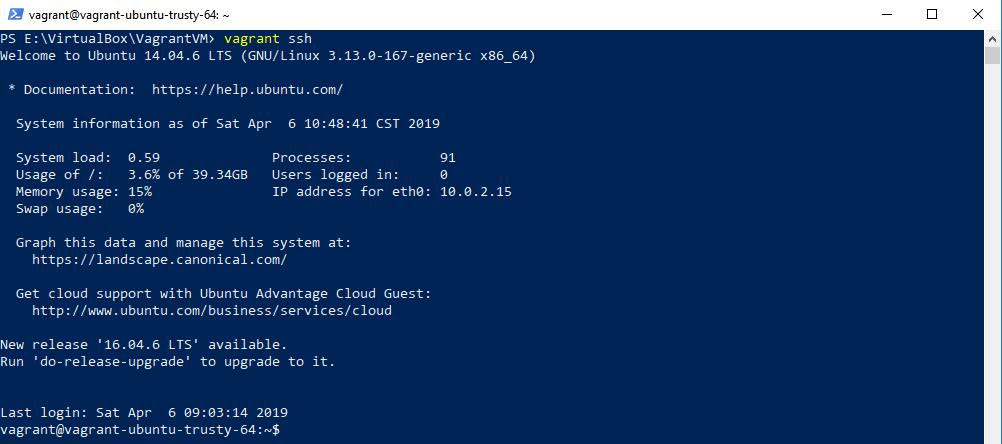 vagrant@vagrant-ubuntu-trusty-64: ~
PS E:\VirtualBox\VagrantVM> vagrant ssh
Welcome to Ubuntu 14.04.6 LTS (GNU/Linux 3.13.0-167-generic x86_64)
* Documentation:  https://help.ubuntu.com/
System information as of Sat Apr  6 10:48:41 CST 2019
System load:  0.59              Processes:           91
Usage of /:   3.6% of 39.34GB   Users logged in:     0
Memory usage: 15%               IP address for eth0: 10.0.2.15
Swap usage:   0%
Graph this data and manage this system at:
https://landscape.canonical.com/
Get cloud support with Ubuntu Advantage Cloud Guest:
http://www.ubuntu.com/business/services/cloud
New release '16.04.6 LTS' available.
Run 'do-release-upgrade' to upgrade to it.
Last login: Sat Apr  6 09:03:14 2019
vagrant@vagrant-ubuntu-trusty-64:~$